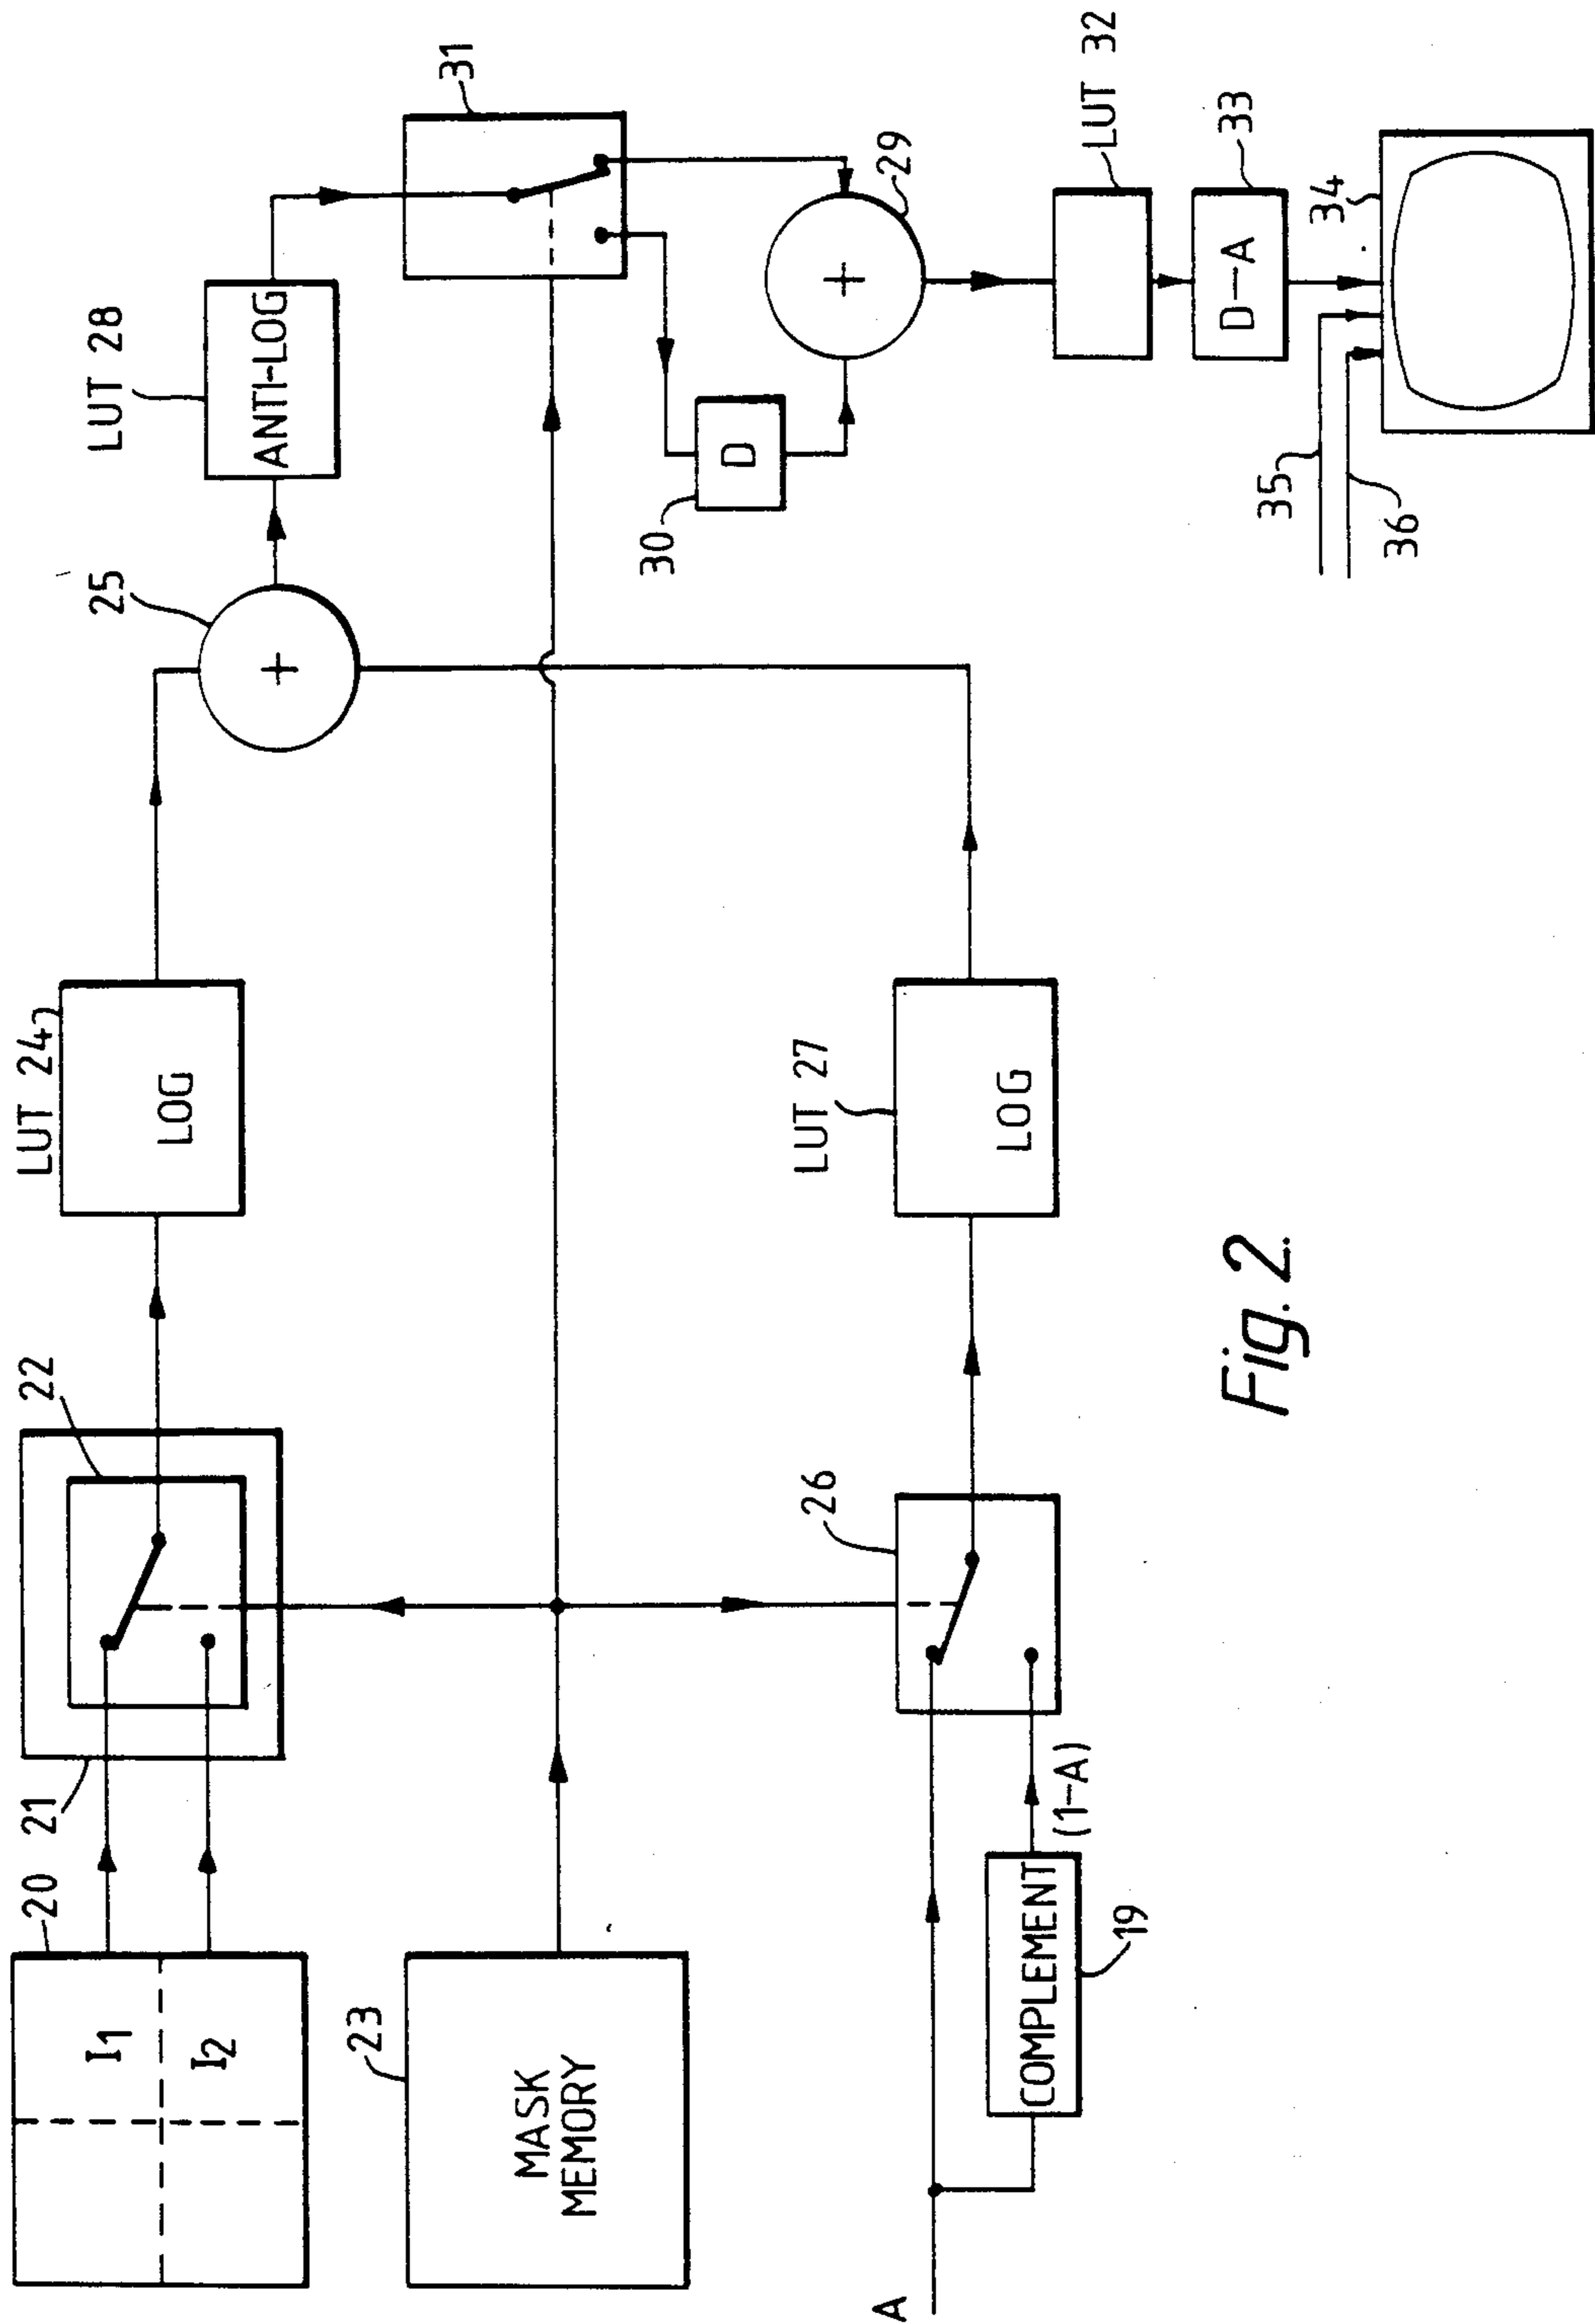 20
21
22
LUT 24
25
LUT 28
31
I1
I2
LOG
ANTI-LOG
+
23
MASK
MEMORY
30
D
+
29
LUT 32
D-A
33
34
35
36
A
26
LUT 27
LOG
(1-A)
COMPLEMENT
19
Fig. 2.